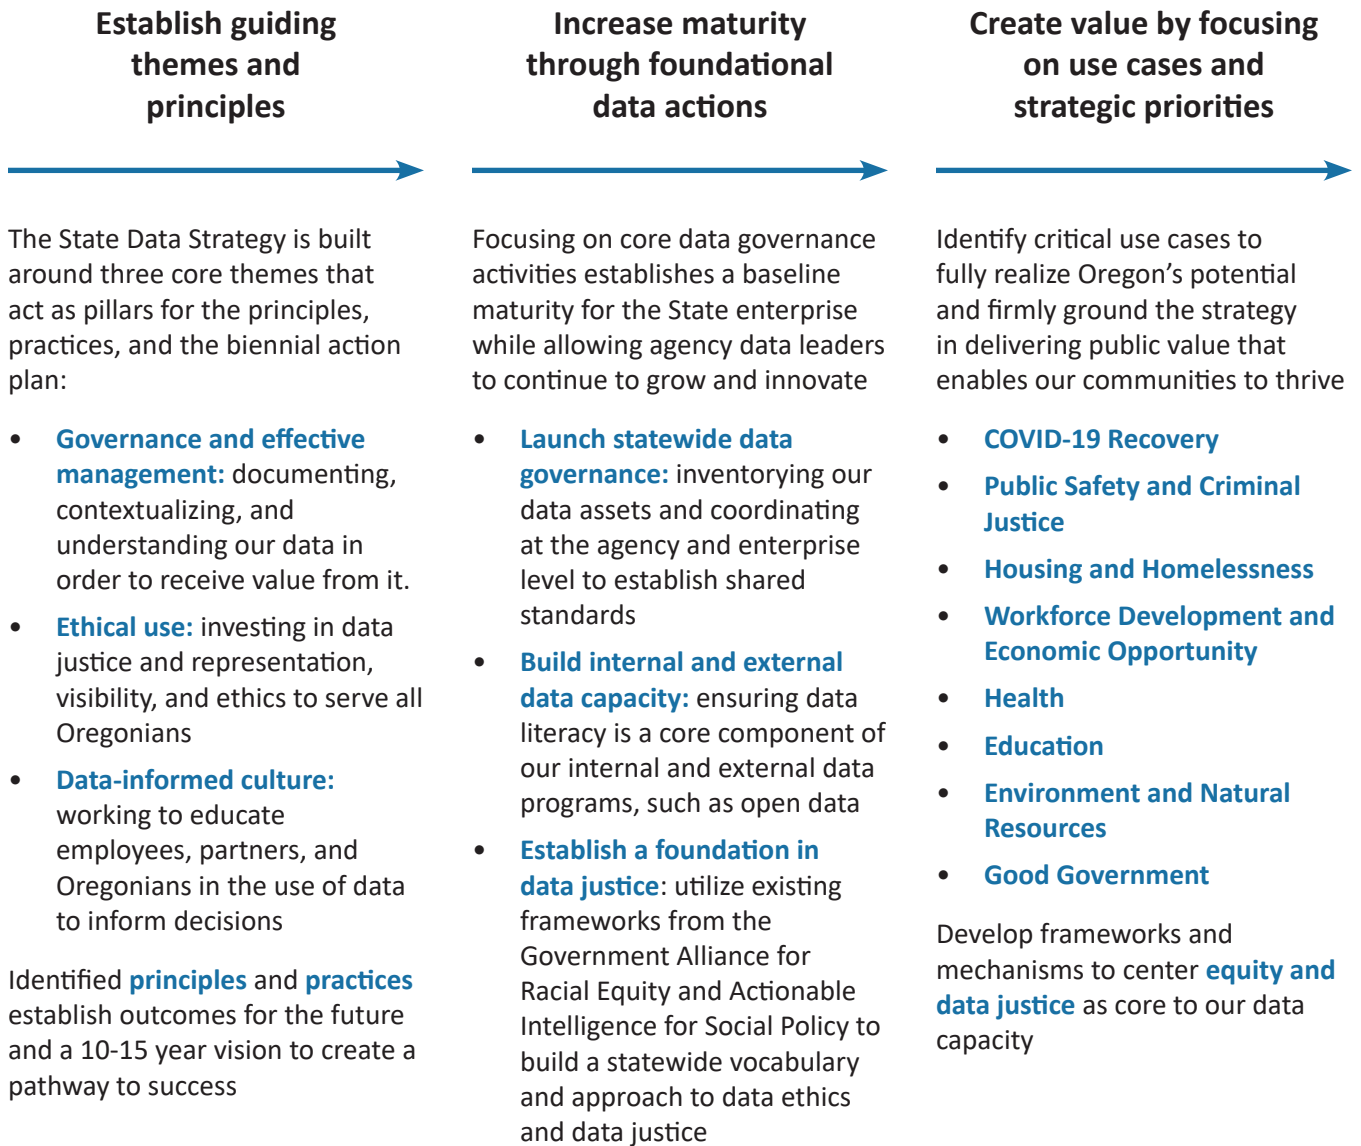 Establish guiding
themes and
principles
The State Data Strategy is built
around three core themes that
act as pillars for the principles,
practices, and the biennial action
plan:
• Governance and effective
management: documenting,
contextualizing, and
understanding our data in
order to receive value from it.
• Ethical use: investing in data
justice and representation,
visibility, and ethics to serve all
Oregonians
• Data-informed culture:
working to educate
employees, partners, and
Oregonians in the use of data
to inform decisions
Identified principles and practices
establish outcomes for the future
and a 10-15 year vision to create a
pathway to success
Increase maturity
through foundational
data actions
Focusing on core data governance
activities establishes a baseline
maturity for the State enterprise
while allowing agency data leaders
to continue to grow and innovate
• Launch statewide data
governance: inventorying our
data assets and coordinating
at the agency and enterprise
level to establish shared
standards
• Build internal and external
data capacity: ensuring data
literacy is a core component of
our internal and external data
programs, such as open data
• Establish a foundation in
data justice: utilize existing
frameworks from the
Government Alliance for
Racial Equity and Actionable
Intelligence for Social Policy to
build a statewide vocabulary
and approach to data ethics
and data justice
Create value by focusing
on use cases and
strategic priorities
Identify critical use cases to
fully realize Oregon’s potential
and firmly ground the strategy
in delivering public value that
enables our communities to thrive
• COVID-19 Recovery
• Public Safety and Criminal
Justice
• Housing and Homelessness
• Workforce Development and
Economic Opportunity
• Health
• Education
• Environment and Natural
Resources
• Good Government
Develop frameworks and
mechanisms to center equity and
data justice as core to our data
capacity